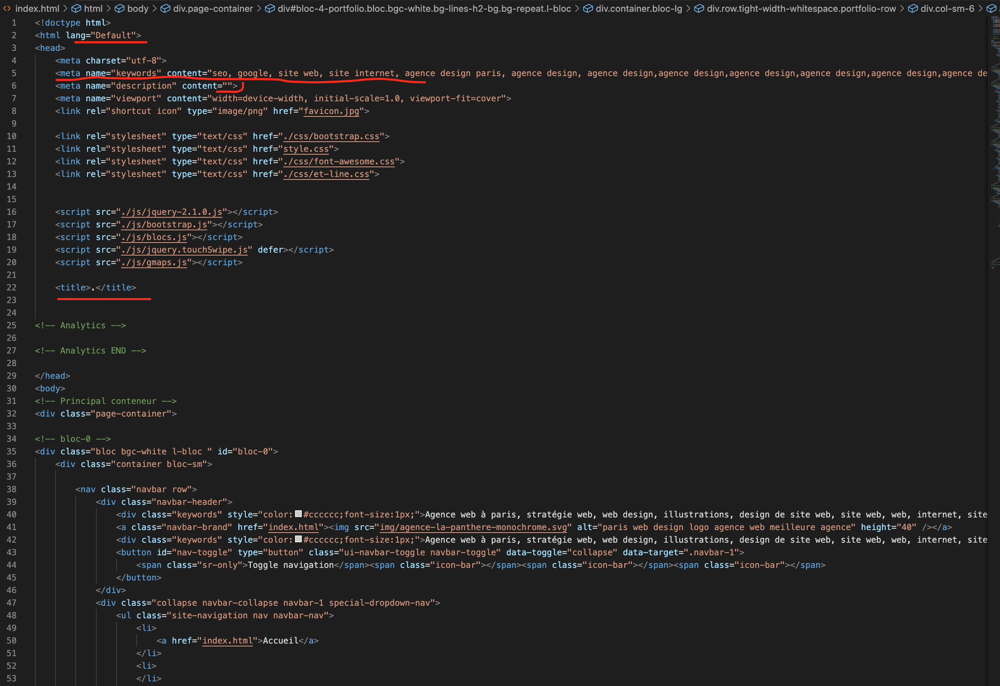 index.html > html > body > div.page-container > div#bloc-4-portfolio.bloc.bgc-white.bg-lines-h2-bg.bg-repeat.l-bloc > div.container.bloc-lg > div.row.tight-width-whitespace.portfolio-row > div.col-sm-6 >
1 <!doctype html>
2 <html lang="Default">
3 <head>
4 <meta charset="utf-8">
5 <meta name="keywords" content="seo, google, site web, site internet, agence design paris, agence design, agence design,agence design,agence design,agence design,agence design,agence de
6 <meta name="description" content="">
7 <meta name="viewport" content="width=device-width, initial-scale=1.0, viewport-fit=cover">
8 <link rel="shortcut icon" type="image/png" href="favicon.jpg">
9
10 <link rel="stylesheet" type="text/css" href="./css/bootstrap.css">
11 <link rel="stylesheet" type="text/css" href="style.css">
12 <link rel="stylesheet" type="text/css" href="./css/font-awesome.css">
13 <link rel="stylesheet" type="text/css" href="./css/et-line.css">
14
15
16 <script src="./js/jquery-2.1.0.js"></script>
17 <script src="./js/bootstrap.js"></script>
18 <script src="./js/blocs.js"></script>
19 <script src="./js/jquery.touchSwipe.js" defer></script>
20 <script src="./js/gmaps.js"></script>
21
22 <title>.</title>
23
24
25 <!-- Analytics -->
26
27 <!-- Analytics END -->
28
29 </head>
30 <body>
31 <!-- Principal conteneur -->
32 <div class="page-container">
33
34 <!-- bloc-0 -->
35 <div class="bloc bgc-white l-bloc " id="bloc-0">
36 <div class="container bloc-sm">
37
38 <nav class="navbar row">
39 <div class="navbar-header">
40 <div class="keywords" style="color:#cccccc;font-size:1px;">Agence web à paris, stratégie web, web design, illustrations, design de site web, site web, web, internet, site
41 <a class="navbar-brand" href="index.html"><img src="img/agence-la-panthere-monochrome.svg" alt="paris web design logo agence web meilleure agence" height="40" /></a>
42 <div class="keywords" style="color:#cccccc;font-size:1px;">Agence web à paris, stratégie web, web design, illustrations, design de site web, site web, web, internet, site
43 <button id="nav-toggle" type="button" class="ui-navbar-toggle navbar-toggle" data-toggle="collapse" data-target=".navbar-1">
44 <span class="sr-only">Toggle navigation</span><span class="icon-bar"></span><span class="icon-bar"></span><span class="icon-bar"></span>
45 </button>
46 </div>
47 <div class="collapse navbar-collapse navbar-1 special-dropdown-nav">
48 <ul class="site-navigation nav navbar-nav">
49 <li>
50 <a href="index.html">Accueil</a>
51 </li>
52 <li>
53 </li>